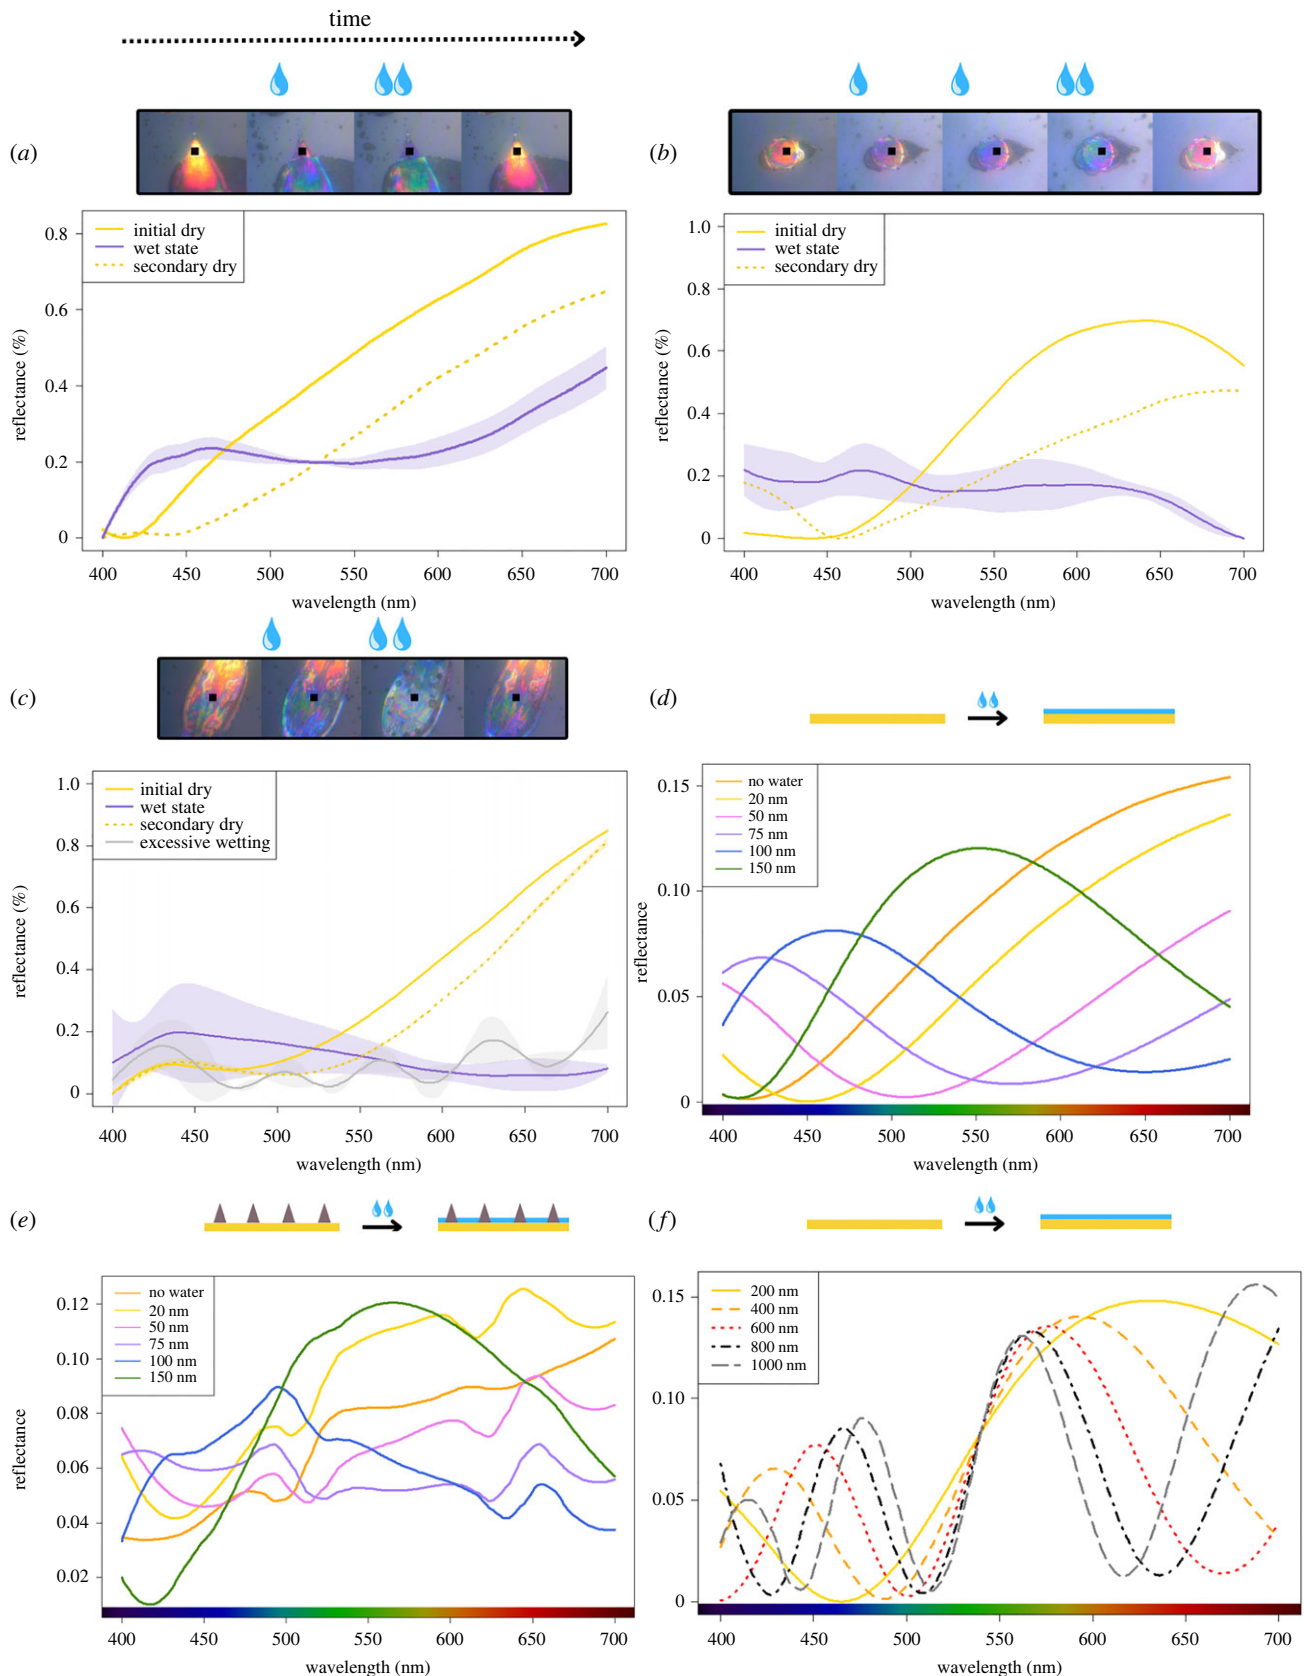 time
(a)
initial dry
wet state
secondary dry
0.8
0.6
0.4
0.2
0
reflectance (%)
400 450 500 550 600 650 700
wavelength (nm)
(b)
initial dry
wet state
secondary dry
1.0
0.8
0.6
0.4
0.2
0
reflectance (%)
400 450 500 550 600 650 700
wavelength (nm)
(c)
initial dry
wet state
secondary dry
excessive wetting
1.0
0.8
0.6
0.4
0.2
0
reflectance (%)
400 450 500 550 600 650 700
wavelength (nm)
(d)
no water
20 nm
50 nm
75 nm
100 nm
150 nm
0.15
0.10
0.05
0
reflectance
400 450 500 550 600 650 700
wavelength (nm)
(e)
no water
20 nm
50 nm
75 nm
100 nm
150 nm
0.12
0.10
0.08
0.06
0.04
0.02
reflectance
400 450 500 550 600 650 700
wavelength (nm)
(f)
200 nm
400 nm
600 nm
800 nm
1000 nm
0.15
0.10
0.05
0
400 450 500 550 600 650 700
wavelength (nm)